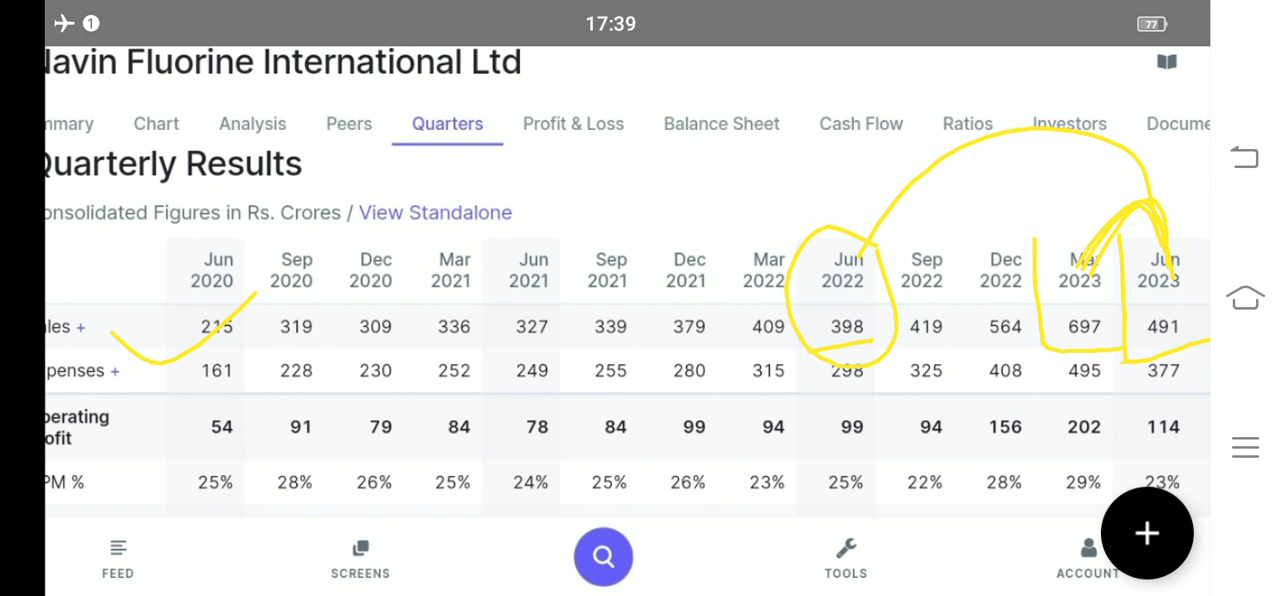 17:39
1
77
Navin Fluorine International Ltd
mmary Chart Analysis Peers Quarters Profit & Loss Balance Sheet Cash Flow Ratios Investors Docume
Quarterly Results
onsolidated Figures in Rs. Crores / View Standalone
Jun 2020 Sep 2020 Dec 2020 Mar 2021 Jun 2021 Sep 2021 Dec 2021 Mar 2022 Jun 2022 Sep 2022 Dec 2022 Mar 2023 Jun 2023
ales + 215 319 309 336 327 339 379 409 398 419 564 697 491
penses + 161 228 230 252 249 255 280 315 298 325 408 495 377
perating
ofit 54 91 79 84 78 84 99 94 99 94 156 202 114
PM % 25% 28% 26% 25% 24% 25% 26% 23% 25% 22% 28% 29% 23%
FEED SCREENS TOOLS ACCOUNT